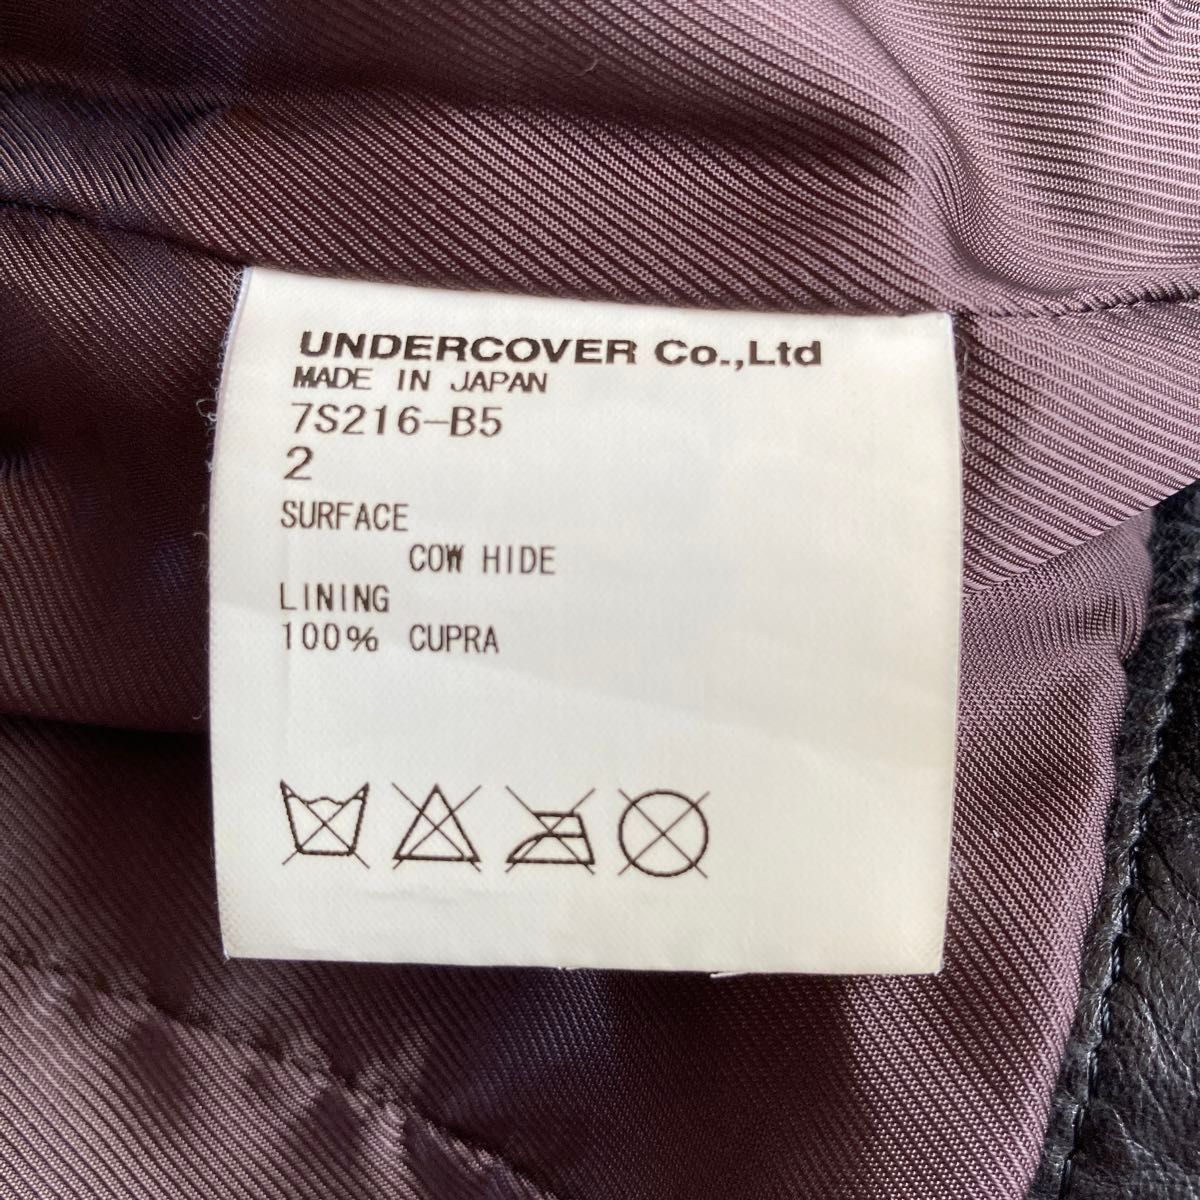 UNDERCOVER Co.,Ltd
MADE IN JAPAN
7S216-B5
2
SURFACE
COW HIDE
LINING
100% CUPRA